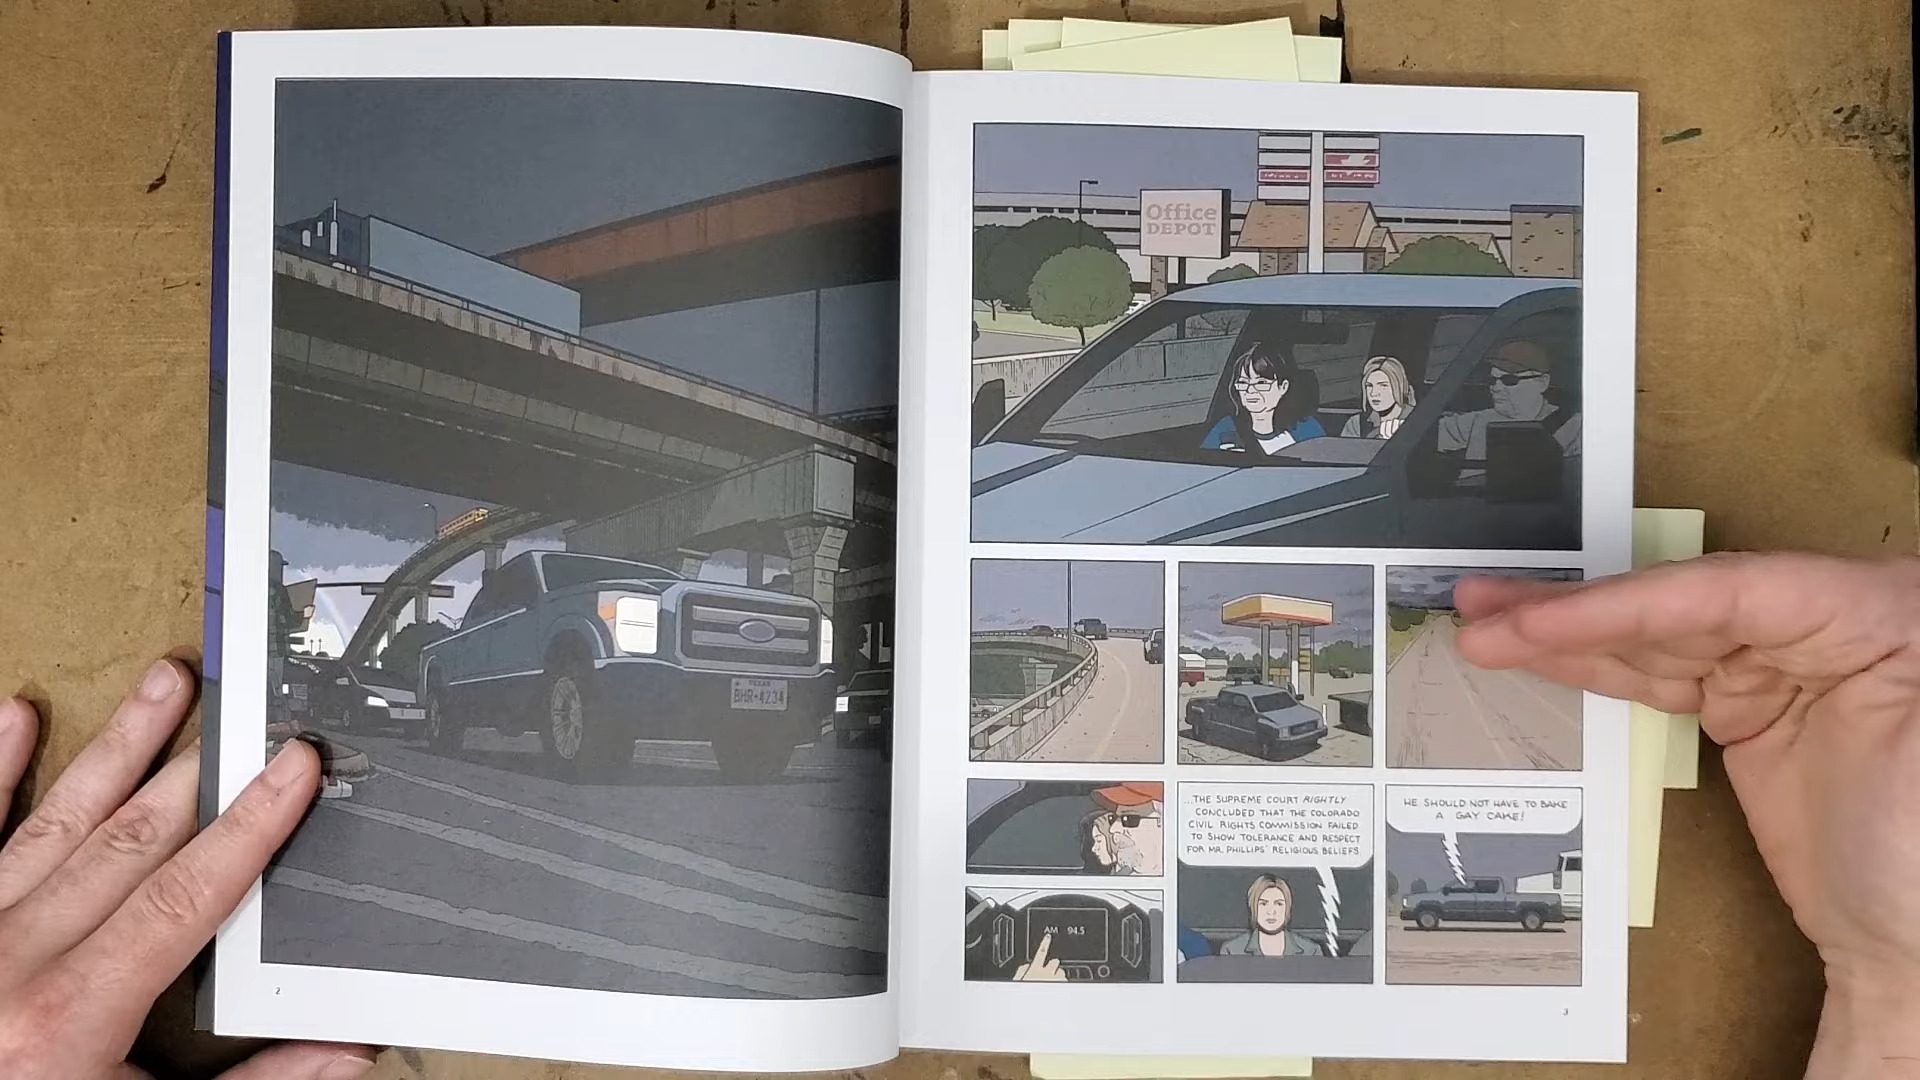 TEXAS
BHR•4234
2
Office
DEPOT
...THE SUPREME COURT RIGHTLY
CONCLUDED THAT THE COLORADO
CIVIL RIGHTS COMMISSION FAILED
TO SHOW TOLERANCE AND RESPECT
FOR MR. PHILLIPS' RELIGIOUS BELIEFS
HE SHOULD NOT HAVE TO BAKE
A GAY CAKE!
AM 94.5
3